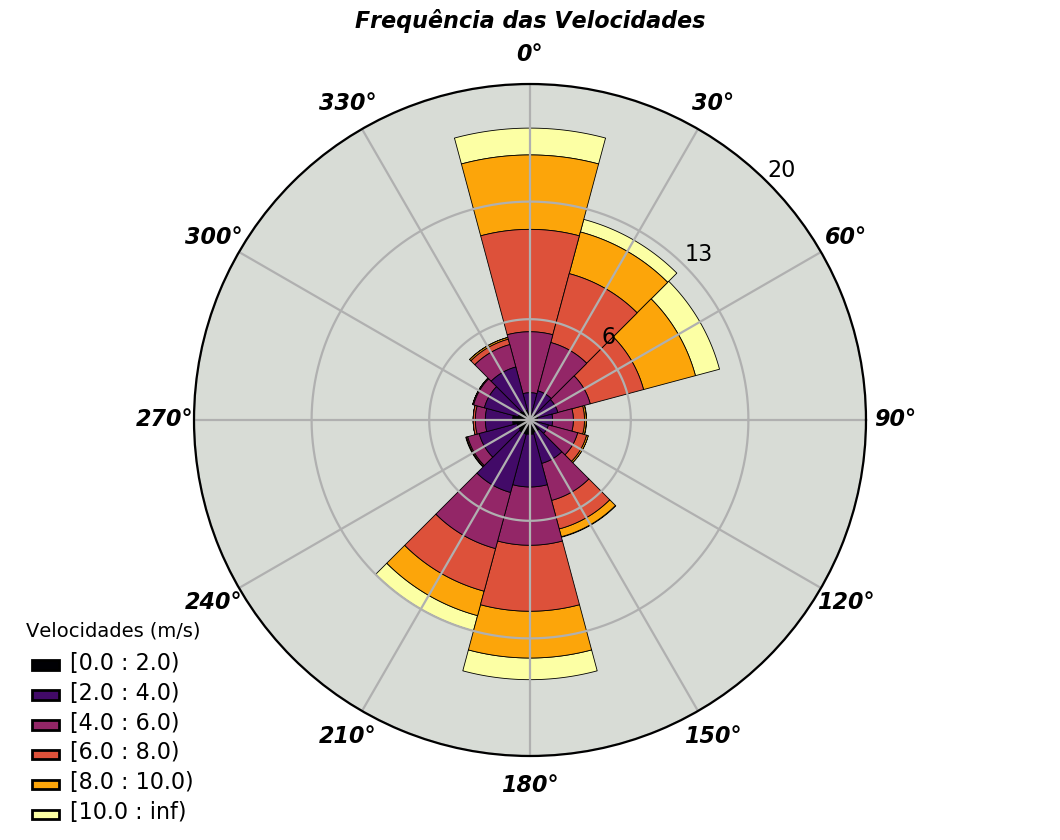 Frequência das Velocidades
0°
330°
30°
20
300°
60°
13
6
270°
90°
240°
120°
210°
150°
180°
Velocidades (m/s)
[0.0 : 2.0)
[2.0 : 4.0)
[4.0 : 6.0)
[6.0 : 8.0)
[8.0 : 10.0)
[10.0 : inf)